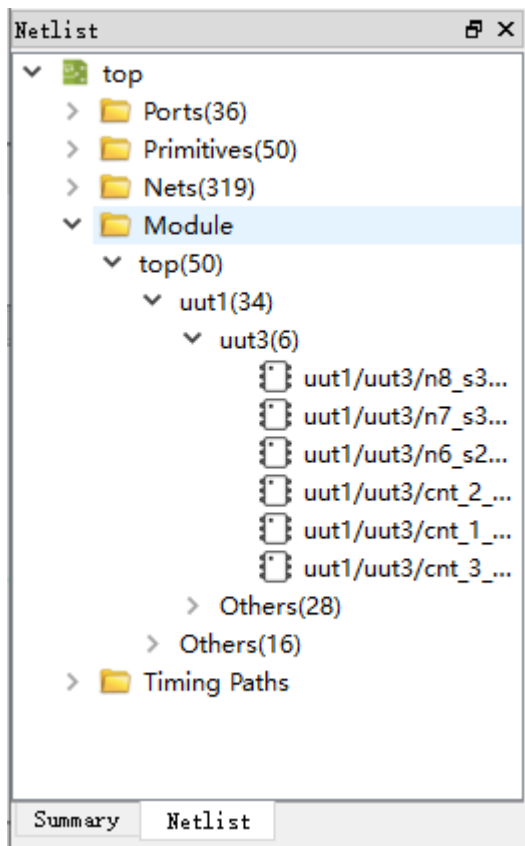 Netlist
top
Ports(36)
Primitives(50)
Nets(319)
Module
top(50)
uut1(34)
uut3(6)
uut1/uut3/n8_s3...
uut1/uut3/n7_s3...
uut1/uut3/n6_s2...
uut1/uut3/cnt_2_...
uut1/uut3/cnt_1_...
uut1/uut3/cnt_3_...
Others(28)
Others(16)
Timing Paths
Summary Netlist